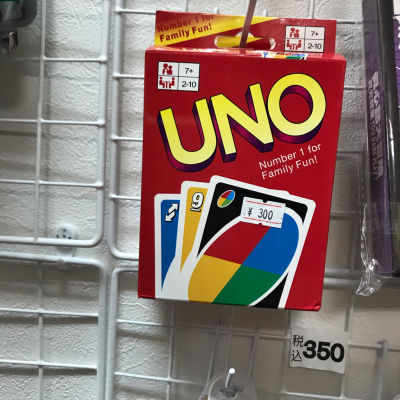 Number 1 for
Family Fun!
7+
2-10
7+
2-10
UNO
Number 1 for
Family Fun!
9
¥ 300
税込350